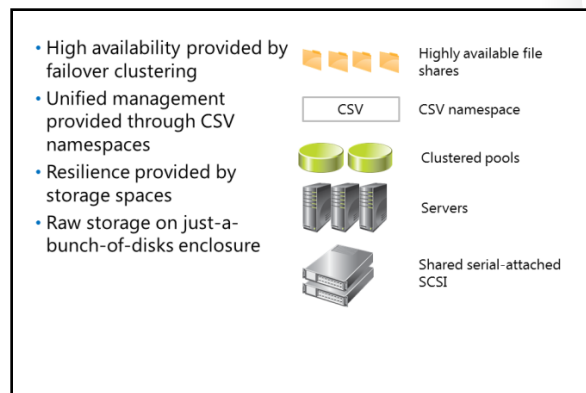 • High availability provided by
failover clustering
• Unified management
provided through CSV
namespaces
• Resilience provided by
storage spaces
• Raw storage on just-a-
bunch-of-disks enclosure
Highly available file
shares
CSV
CSV namespace
Clustered pools
Servers
Shared serial-attached
SCSI